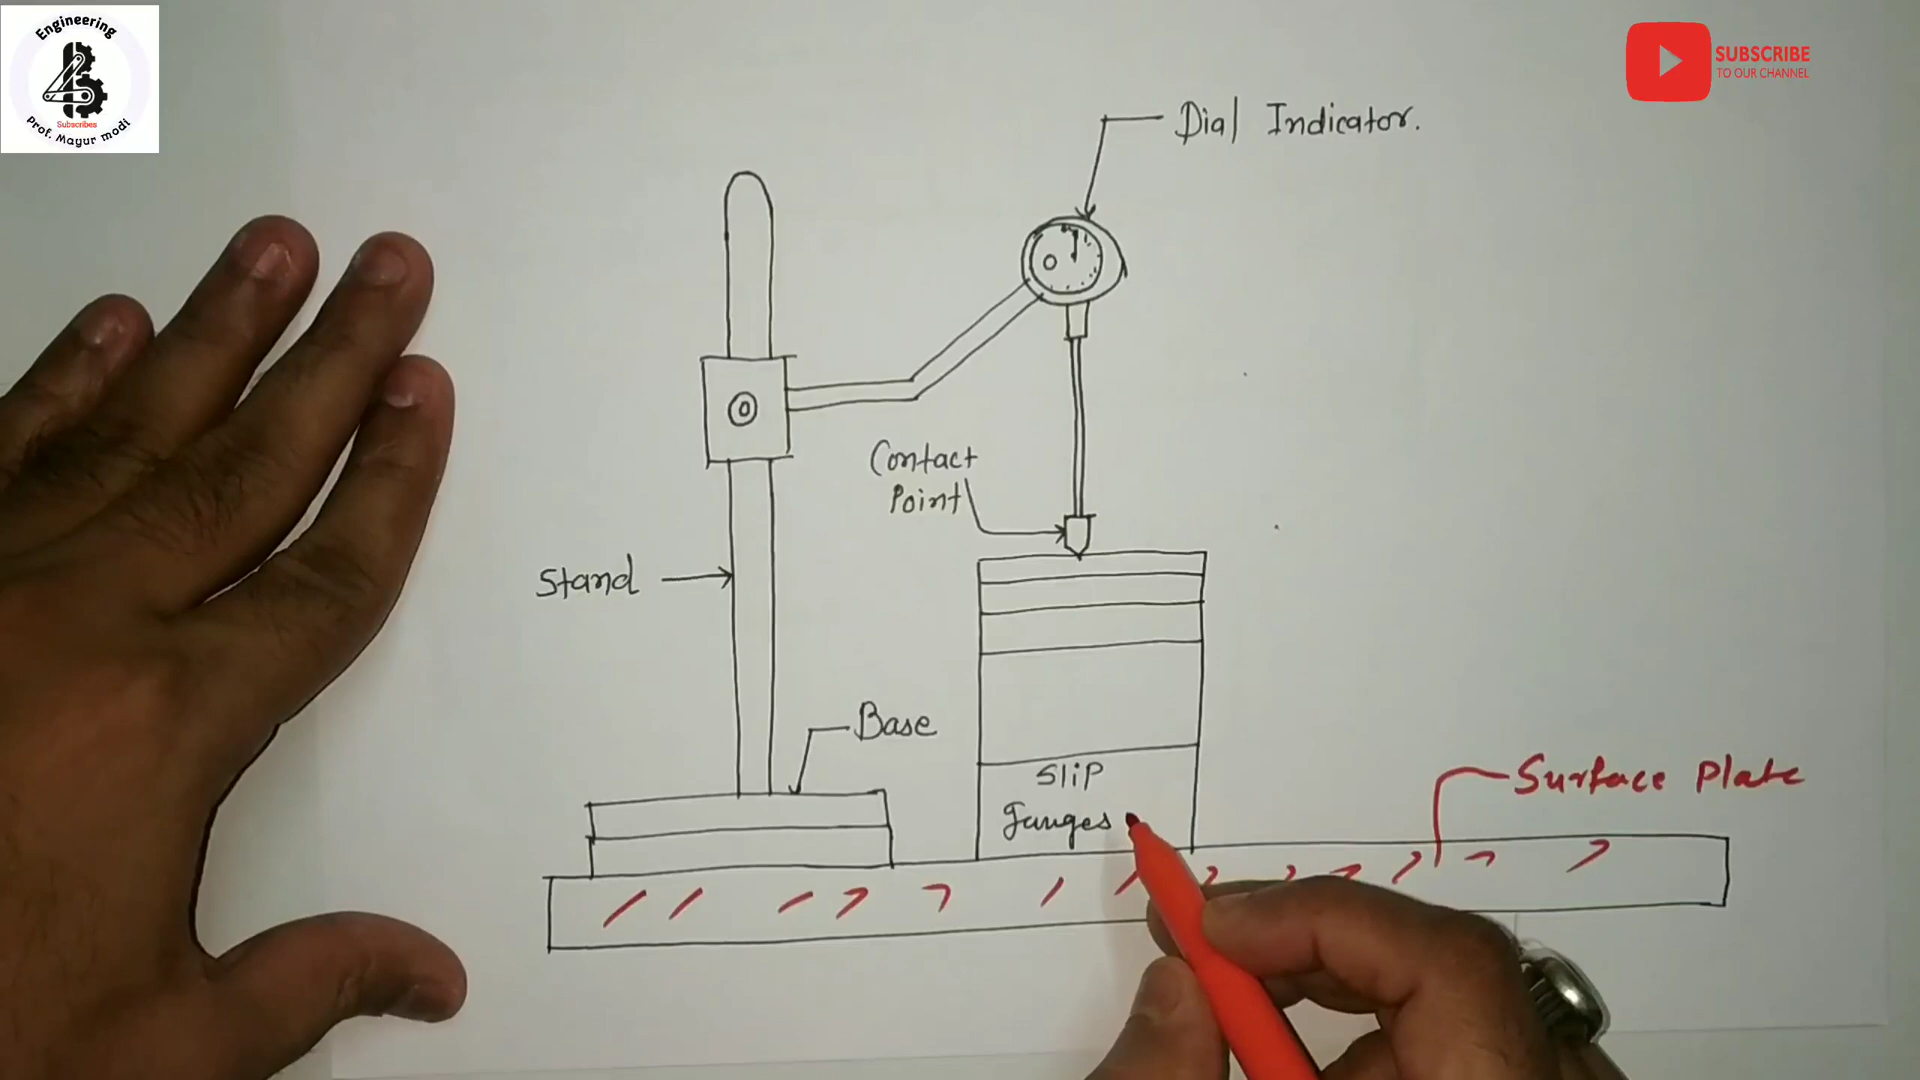 Engineering
Subscribes
Prof. Mayur modi
SUBSCRIBE
TO OUR CHANNEL
Dial Indicator.
Contact
Point
Stand
Base
Slip
gauges
Surface Plate